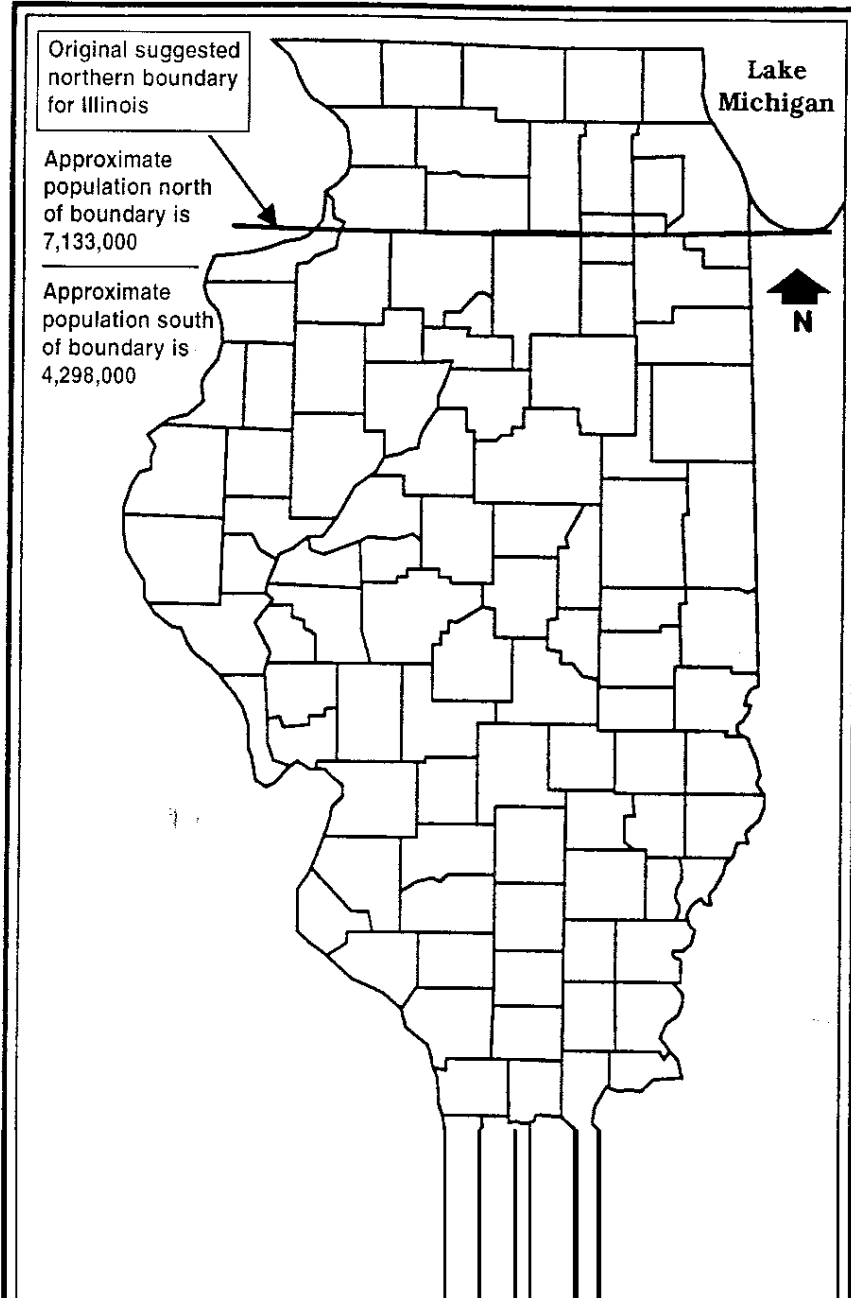 Original suggested
northern boundary
for Illinois
Lake
Michigan
Approximate
population north
of boundary is
7,133,000
Approximate
population south
of boundary is
4,298,000
N